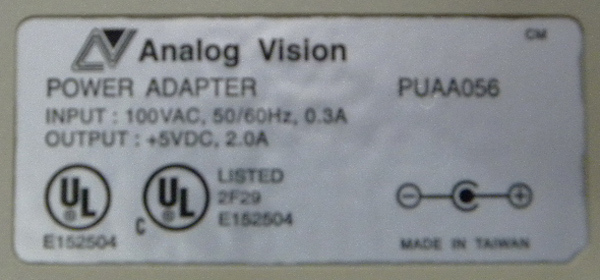 Analog Vision
CM
POWER ADAPTER PUAA056
INPUT : 100VAC, 50/60Hz, 0.3A
OUTPUT : +5VDC, 2.0A
UL ®
E152504
C UL ®
LISTED
2F29
E152504
MADE IN TAIWAN